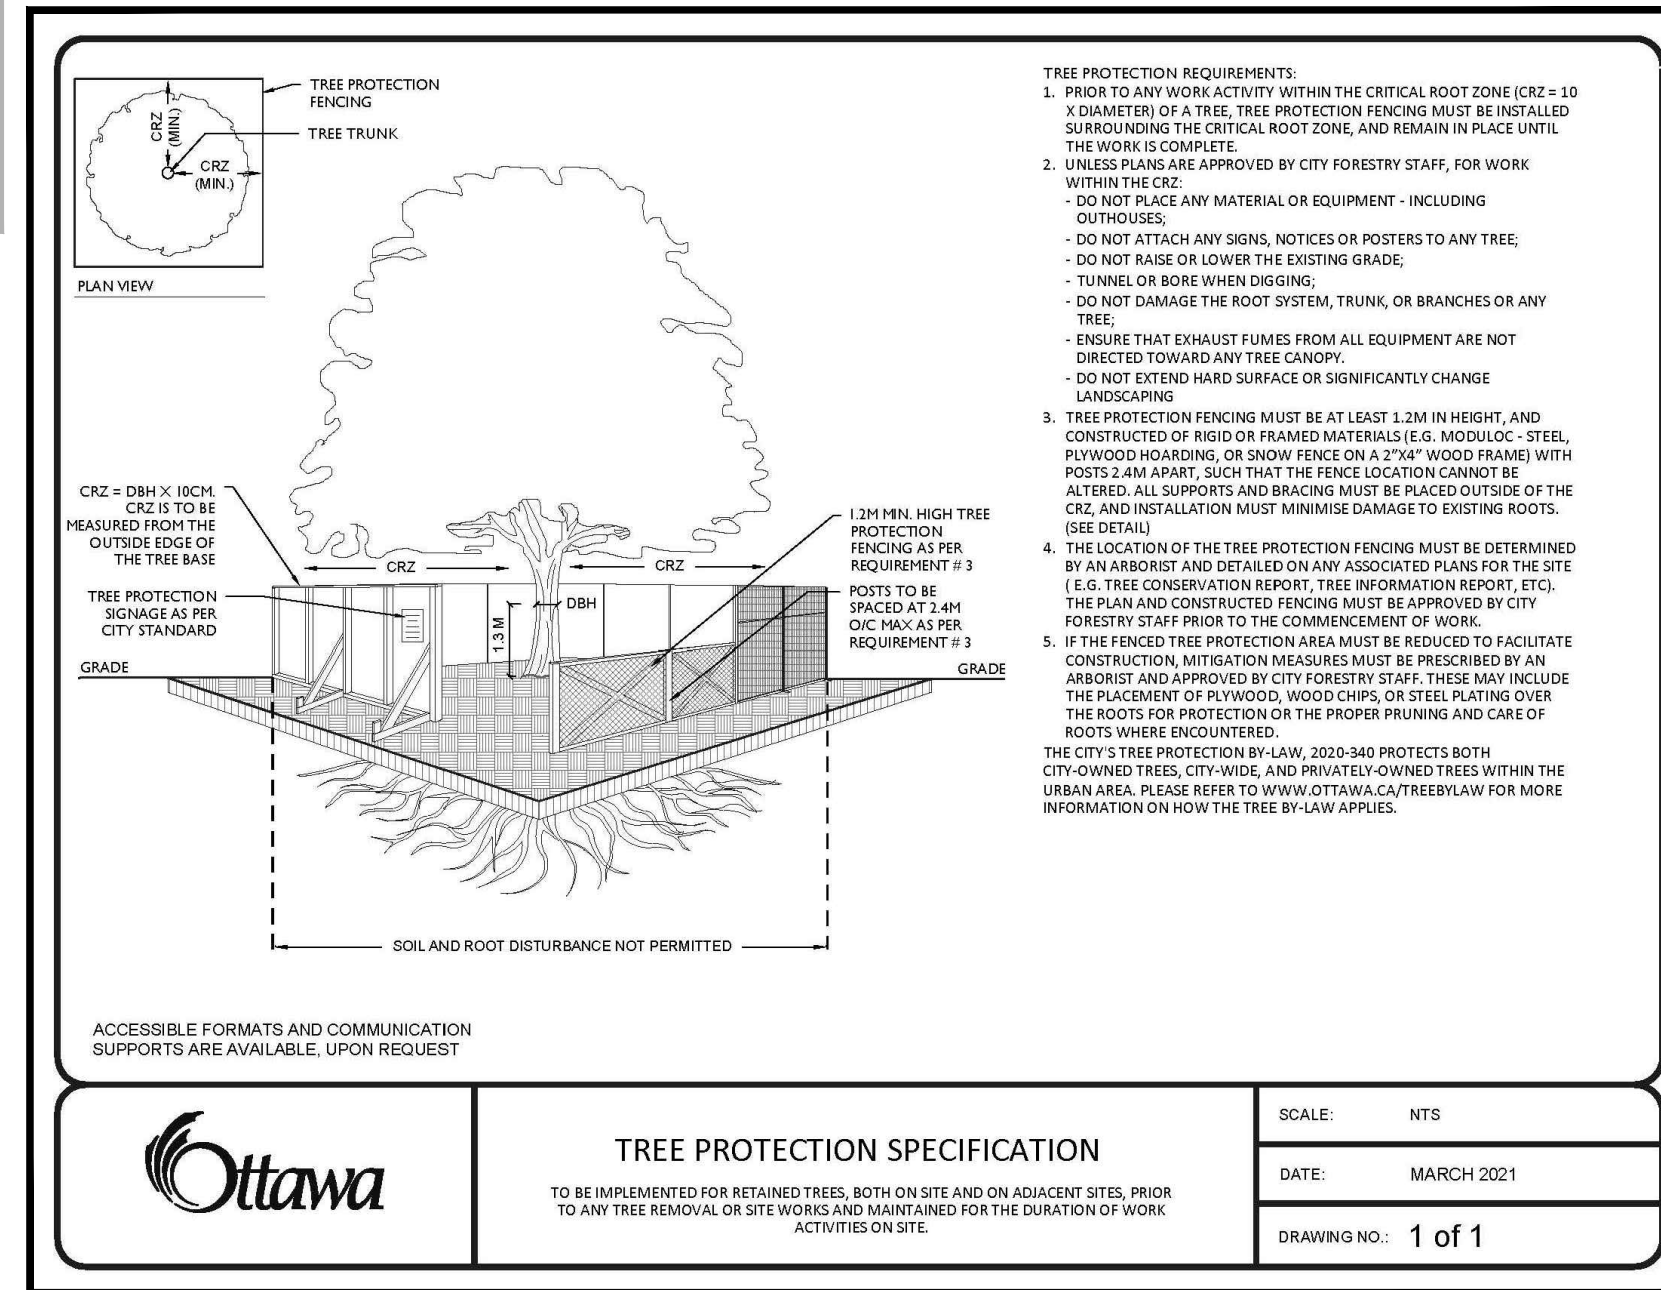 TREE PROTECTION
FENCING
TREE TRUNK
CRZ
(MIN.)
CRZ
(MIN.)
PLAN VIEW
CRZ = DBH X 10CM.
CRZ IS TO BE
MEASURED FROM THE
OUTSIDE EDGE OF
THE TREE BASE
TREE PROTECTION
SIGNAGE AS PER
CITY STANDARD
GRADE
CRZ
CRZ
DBH
1.3 M
1.2M MIN. HIGH TREE
PROTECTION
FENCING AS PER
REQUIREMENT # 3
POSTS TO BE
SPACED AT 2.4M
O/C MAX AS PER
REQUIREMENT # 3
GRADE
SOIL AND ROOT DISTURBANCE NOT PERMITTED
ACCESSIBLE FORMATS AND COMMUNICATION
SUPPORTS ARE AVAILABLE, UPON REQUEST
TREE PROTECTION REQUIREMENTS:
1. PRIOR TO ANY WORK ACTIVITY WITHIN THE CRITICAL ROOT ZONE (CRZ = 10
X DIAMETER) OF A TREE, TREE PROTECTION FENCING MUST BE INSTALLED
SURROUNDING THE CRITICAL ROOT ZONE, AND REMAIN IN PLACE UNTIL
THE WORK IS COMPLETE.
2. UNLESS PLANS ARE APPROVED BY CITY FORESTRY STAFF, FOR WORK
WITHIN THE CRZ:
- DO NOT PLACE ANY MATERIAL OR EQUIPMENT - INCLUDING
OUTHOUSES;
- DO NOT ATTACH ANY SIGNS, NOTICES OR POSTERS TO ANY TREE;
- DO NOT RAISE OR LOWER THE EXISTING GRADE;
- TUNNEL OR BORE WHEN DIGGING;
- DO NOT DAMAGE THE ROOT SYSTEM, TRUNK, OR BRANCHES OR ANY
TREE;
- ENSURE THAT EXHAUST FUMES FROM ALL EQUIPMENT ARE NOT
DIRECTED TOWARD ANY TREE CANOPY.
- DO NOT EXTEND HARD SURFACE OR SIGNIFICANTLY CHANGE
LANDSCAPING
3. TREE PROTECTION FENCING MUST BE AT LEAST 1.2M IN HEIGHT, AND
CONSTRUCTED OF RIGID OR FRAMED MATERIALS (E.G. MODULOC - STEEL,
PLYWOOD HOARDING, OR SNOW FENCE ON A 2"X4" WOOD FRAME) WITH
POSTS 2.4M APART, SUCH THAT THE FENCE LOCATION CANNOT BE
ALTERED. ALL SUPPORTS AND BRACING MUST BE PLACED OUTSIDE OF THE
CRZ, AND INSTALLATION MUST MINIMISE DAMAGE TO EXISTING ROOTS.
(SEE DETAIL)
4. THE LOCATION OF THE TREE PROTECTION FENCING MUST BE DETERMINED
BY AN ARBORIST AND DETAILED ON ANY ASSOCIATED PLANS FOR THE SITE
( E.G. TREE CONSERVATION REPORT, TREE INFORMATION REPORT, ETC).
THE PLAN AND CONSTRUCTED FENCING MUST BE APPROVED BY CITY
FORESTRY STAFF PRIOR TO THE COMMENCEMENT OF WORK.
5. IF THE FENCED TREE PROTECTION AREA MUST BE REDUCED TO FACILITATE
CONSTRUCTION, MITIGATION MEASURES MUST BE PRESCRIBED BY AN
ARBORIST AND APPROVED BY CITY FORESTRY STAFF. THESE MAY INCLUDE
THE PLACEMENT OF PLYWOOD, WOOD CHIPS, OR STEEL PLATING OVER
THE ROOTS FOR PROTECTION OR THE PROPER PRUNING AND CARE OF
ROOTS WHERE ENCOUNTERED.
THE CITY'S TREE PROTECTION BY-LAW, 2020-340 PROTECTS BOTH
CITY-OWNED TREES, CITY-WIDE, AND PRIVATELY-OWNED TREES WITHIN THE
URBAN AREA. PLEASE REFER TO WWW.OTTAWA.CA/TREEBYLAW FOR MORE
INFORMATION ON HOW THE TREE BY-LAW APPLIES.
Ottawa
TREE PROTECTION SPECIFICATION
TO BE IMPLEMENTED FOR RETAINED TREES, BOTH ON SITE AND ON ADJACENT SITES, PRIOR
TO ANY TREE REMOVAL OR SITE WORKS AND MAINTAINED FOR THE DURATION OF WORK
ACTIVITIES ON SITE.
SCALE: NTS
DATE: MARCH 2021
DRAWING NO.: 1 of 1